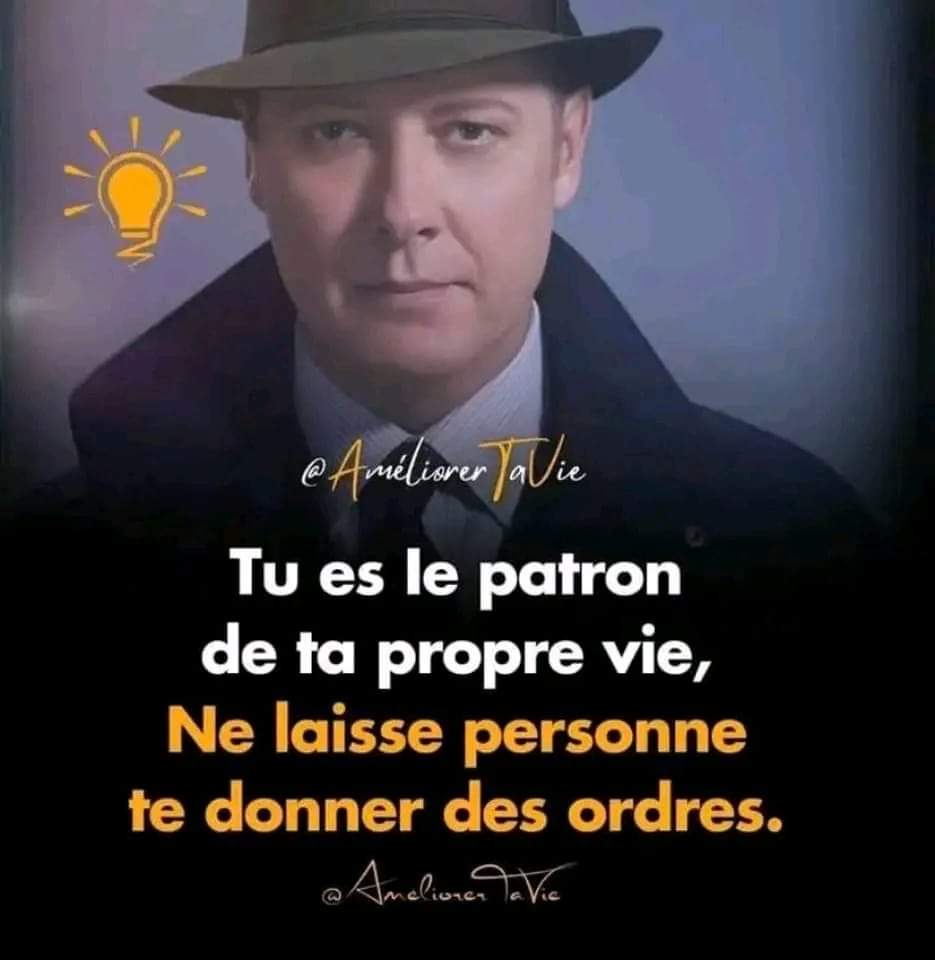 @AméliorerTaVie
Tu es le patron
de ta propre vie,
Ne laisse personne
te donner des ordres.
@AméliorerTaVie